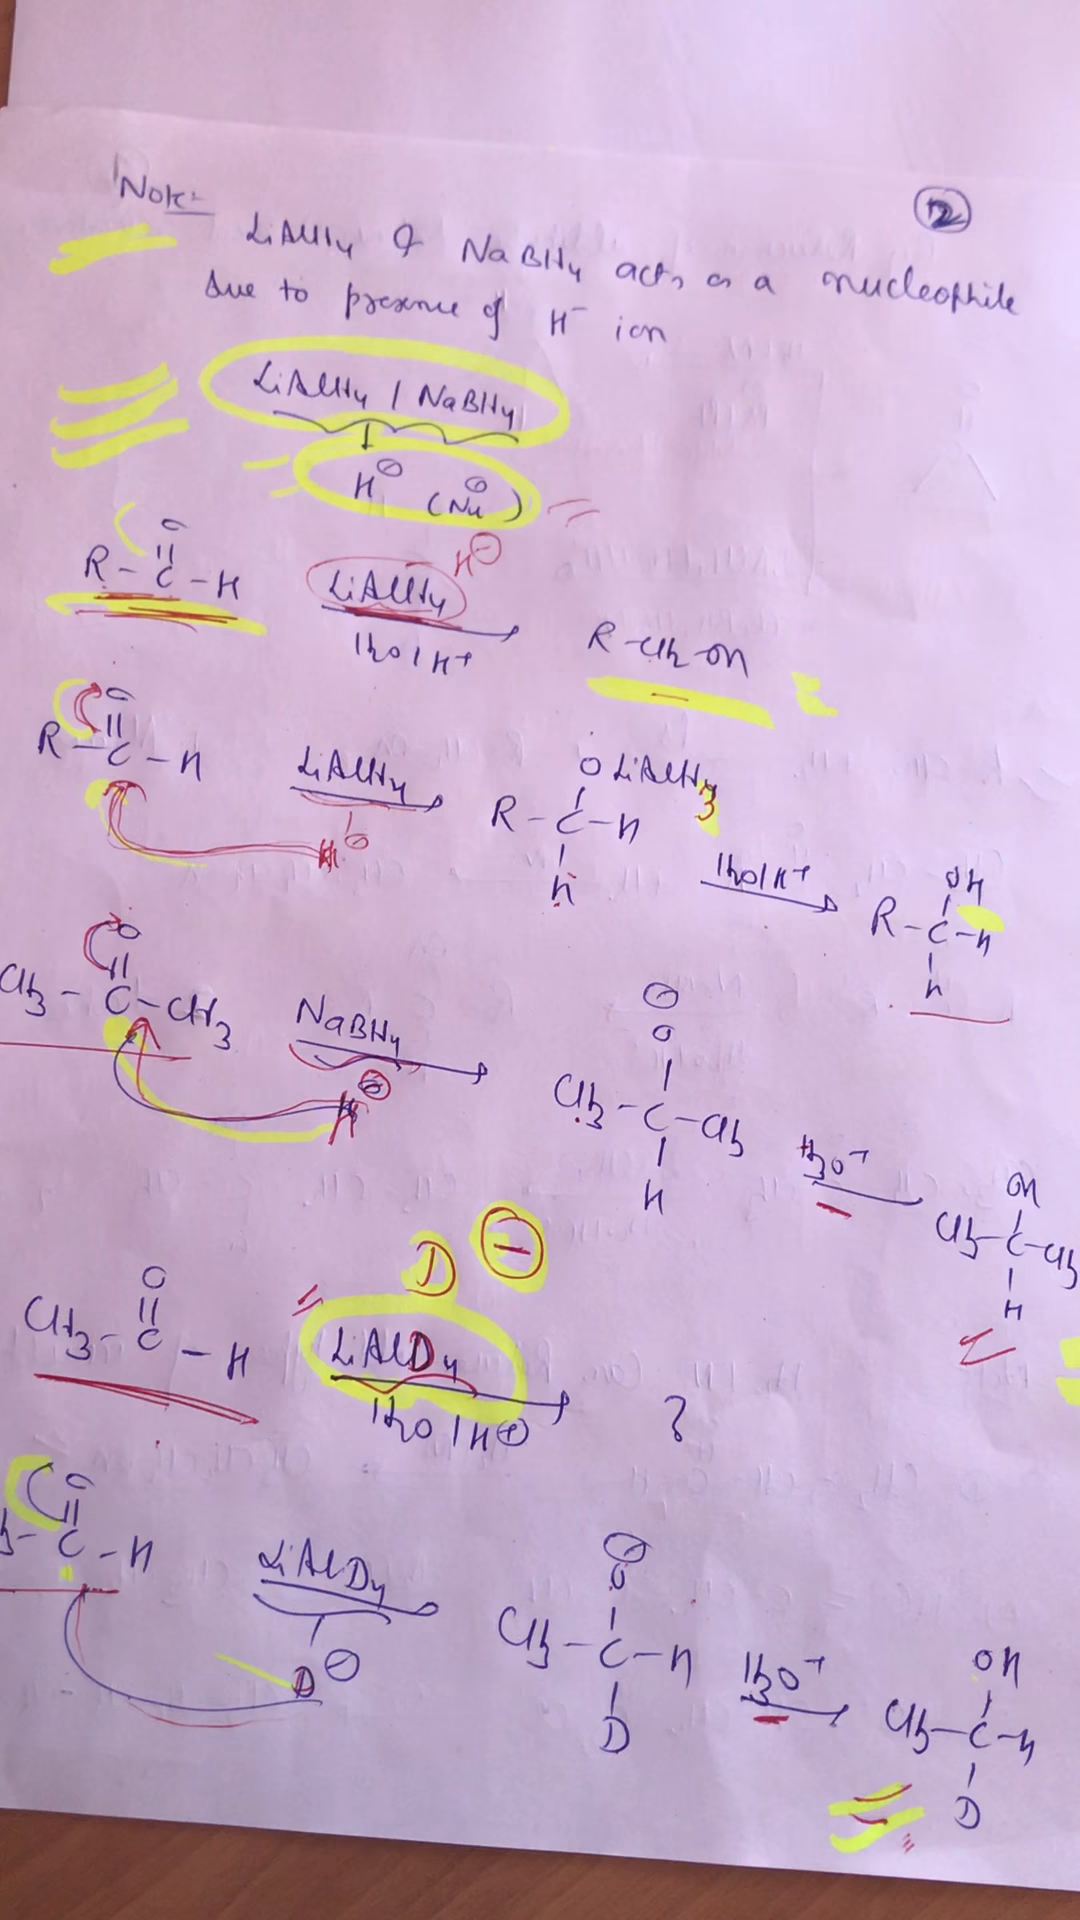 Note:-
②
LiAlH4 & NaBH4 acts as a nucleophile
due to presence of H⁻ ion
LiAlH4 / NaBH4
H⊖ (Nu⊖)
O
R - C - H
LiAlH4
H⊖
H2O / H+
R - CH2 - OH
O
R - C - H
LiAlH4
H⊖
O LiAlH3
R - C - H
H
H2O / H+
OH
R - C - H
H
O
CH3 - C - CH3
NaBH4
H⊖
⊖
O
CH3 - C - CH3
H
H3O+
OH
CH3 - C - CH3
H
D⊖
O
CH3 - C - H
LiAlD4
H2O / H⊕
?
O
C - H
LiAlD4
D⊖
⊖
O
CH3 - C - H
D
H3O+
OH
CH3 - C - H
D